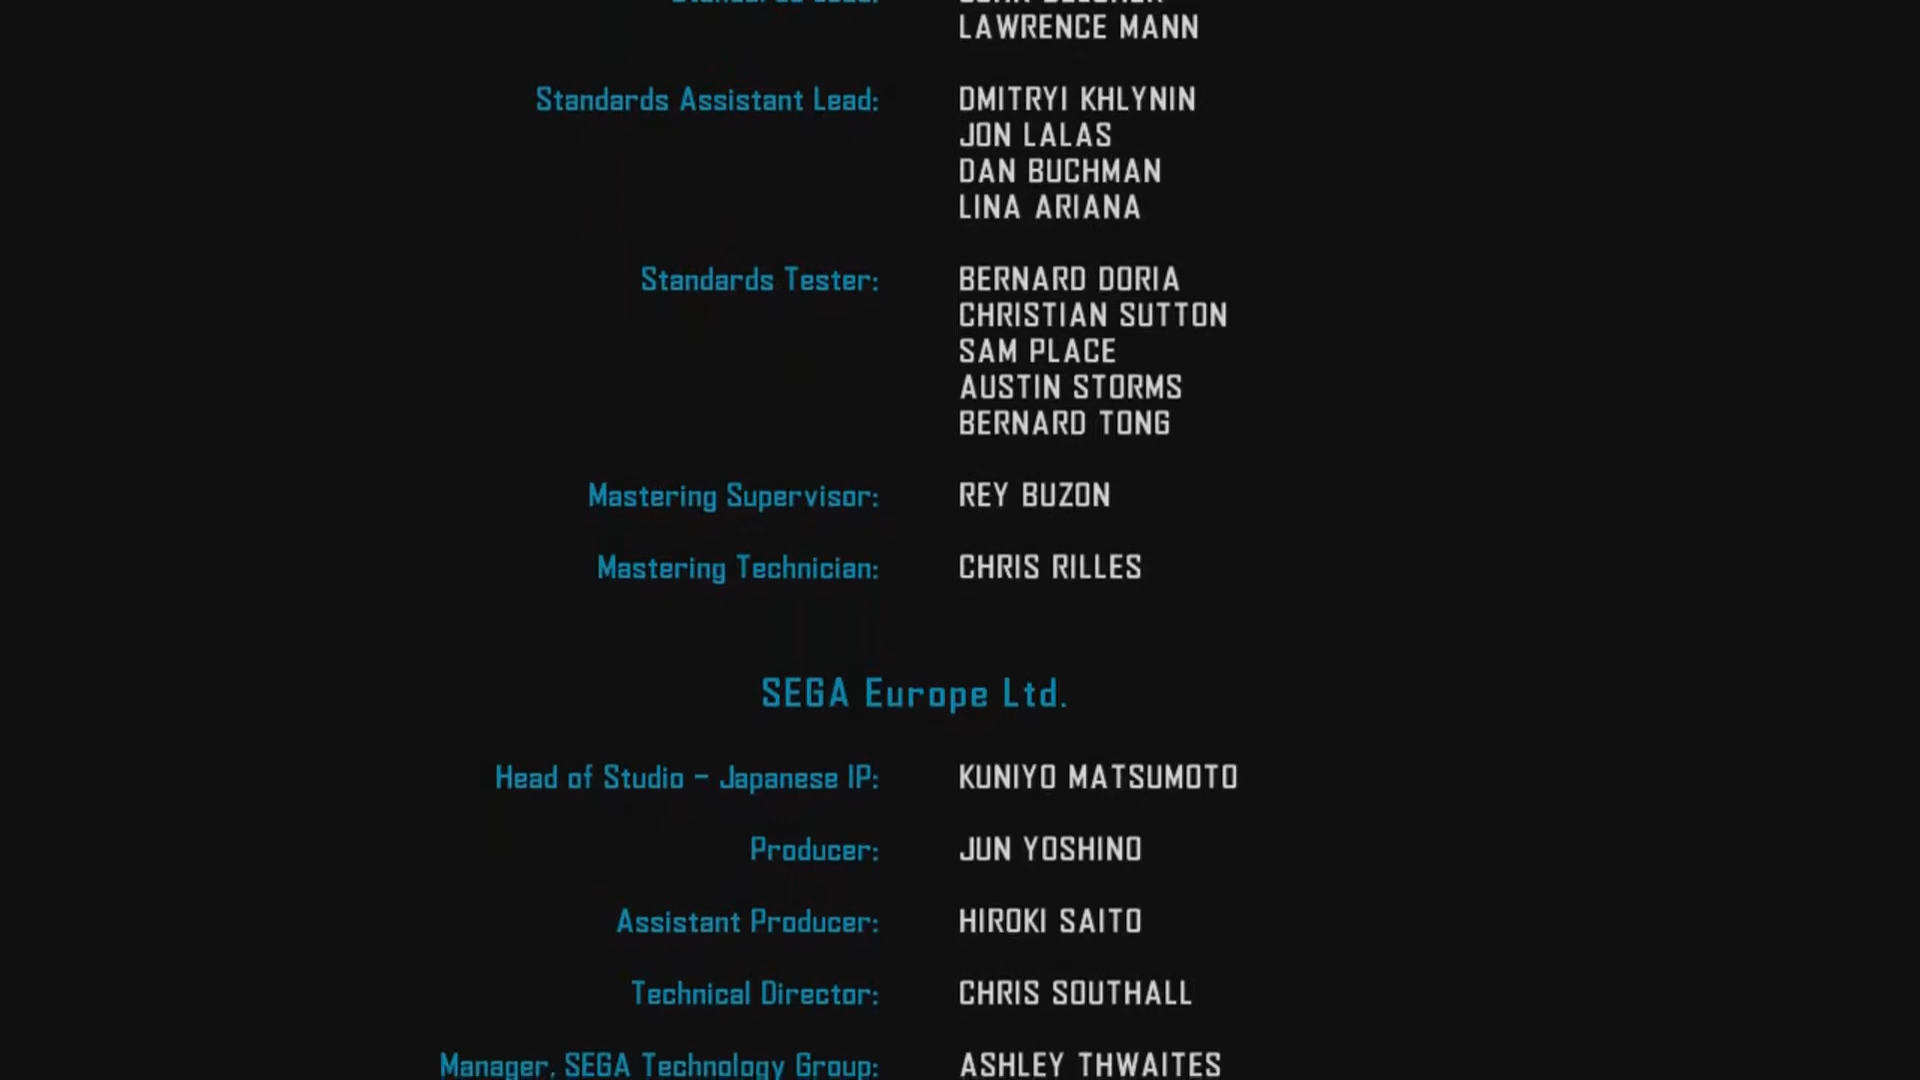 LAWRENCE MANN
Standards Assistant Lead: DMITRYI KHLYNIN
JON LALAS
DAN BUCHMAN
LINA ARIANA
Standards Tester: BERNARD DORIA
CHRISTIAN SUTTON
SAM PLACE
AUSTIN STORMS
BERNARD TONG
Mastering Supervisor: REY BUZON
Mastering Technician: CHRIS RILLES
SEGA Europe Ltd.
Head of Studio – Japanese IP: KUNIYO MATSUMOTO
Producer: JUN YOSHINO
Assistant Producer: HIROKI SAITO
Technical Director: CHRIS SOUTHALL
Manager, SEGA Technology Group: ASHLEY THWAITES